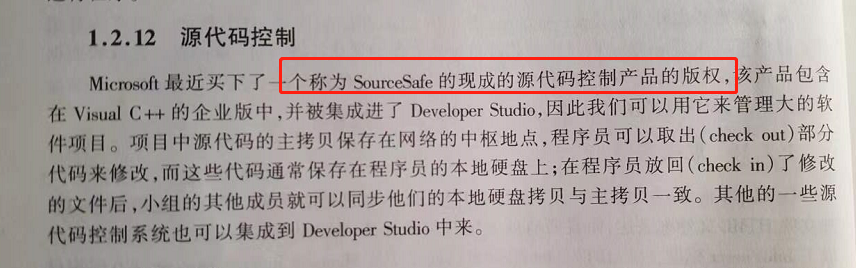 1.2.12 源代码控制
Microsoft 最近买下了一个称为 SourceSafe 的现成的源代码控制产品的版权,该产品包含
在 Visual C++ 的企业版中,并被集成进了 Developer Studio,因此我们可以用它来管理大的软
件项目。项目中源代码的主拷贝保存在网络的中枢地点,程序员可以取出(check out)部分
代码来修改,而这些代码通常保存在程序员的本地硬盘上;在程序员放回(check in)了修改
的文件后,小组的其他成员就可以同步他们的本地硬盘拷贝与主拷贝一致。其他的一些源
代码控制系统也可以集成到 Developer Studio 中来。